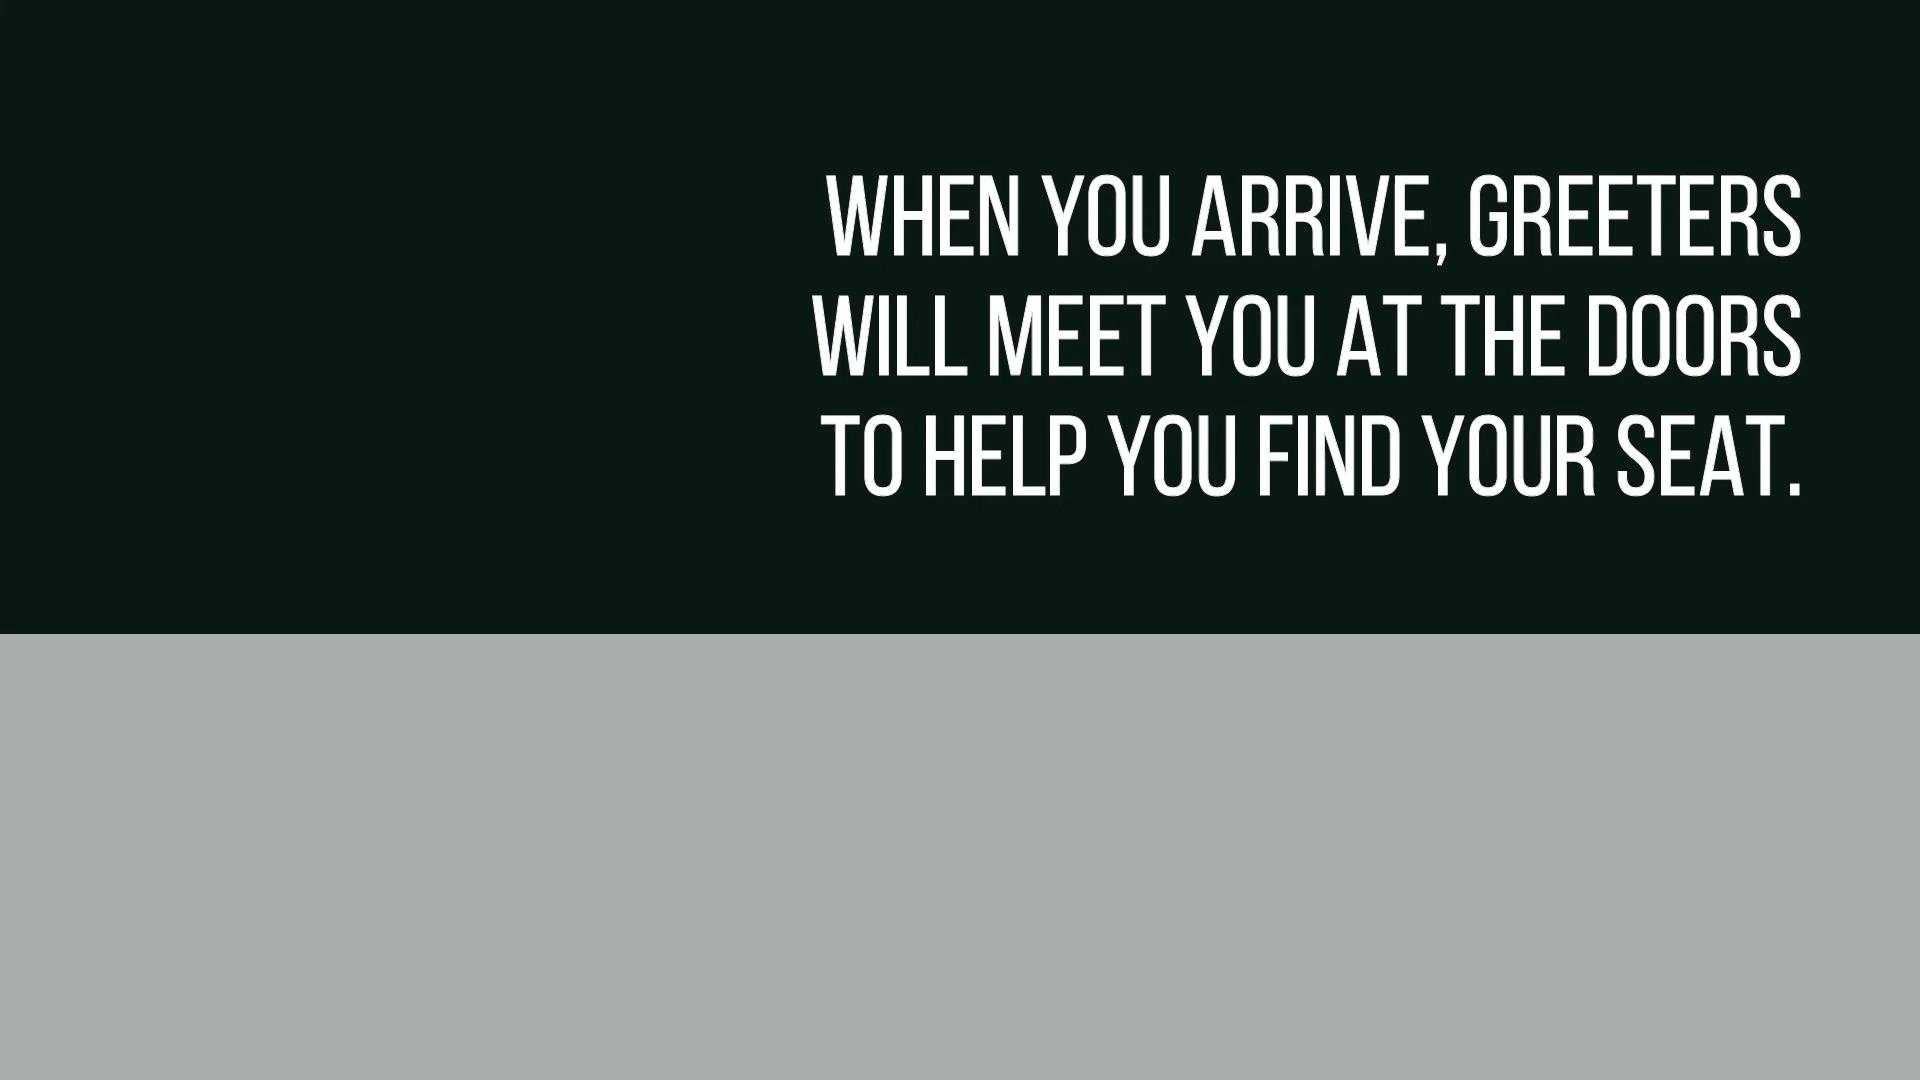 WHEN YOU ARRIVE, GREETERS
WILL MEET YOU AT THE DOORS
TO HELP YOU FIND YOUR SEAT.